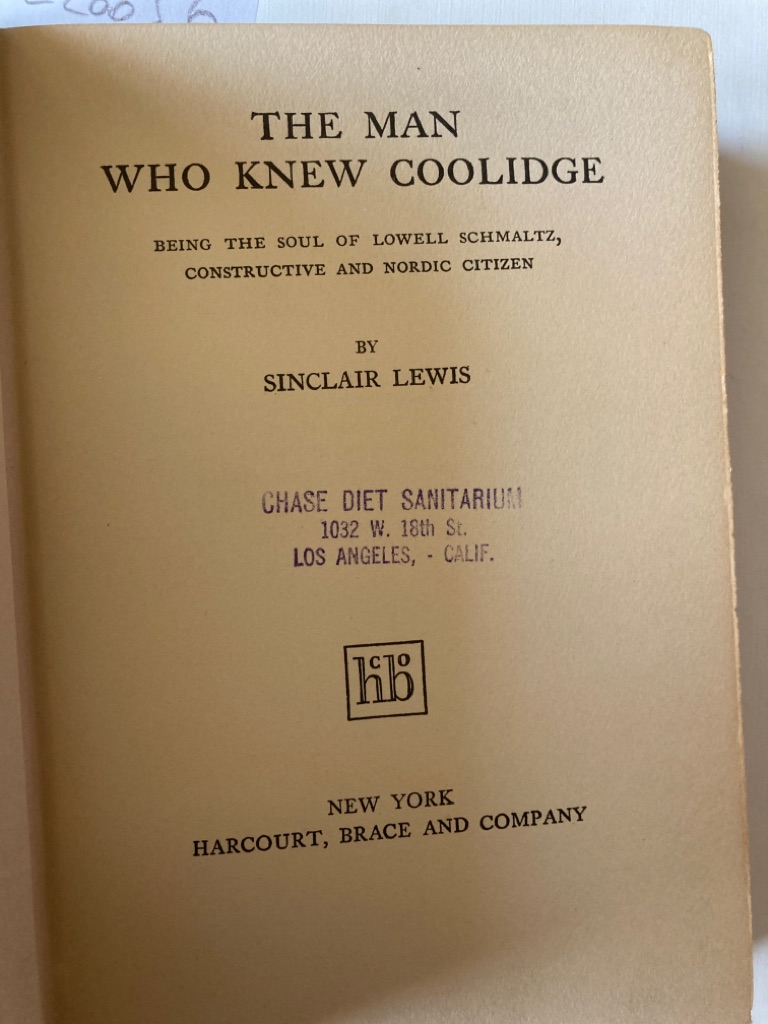 THE MAN
WHO KNEW COOLIDGE
BEING THE SOUL OF LOWELL SCHMALTZ,
CONSTRUCTIVE AND NORDIC CITIZEN
BY
SINCLAIR LEWIS
CHASE DIET SANITARIUM
1032 W. 18th St.
LOS ANGELES, - CALIF.
hcbo
NEW YORK
HARCOURT, BRACE AND COMPANY